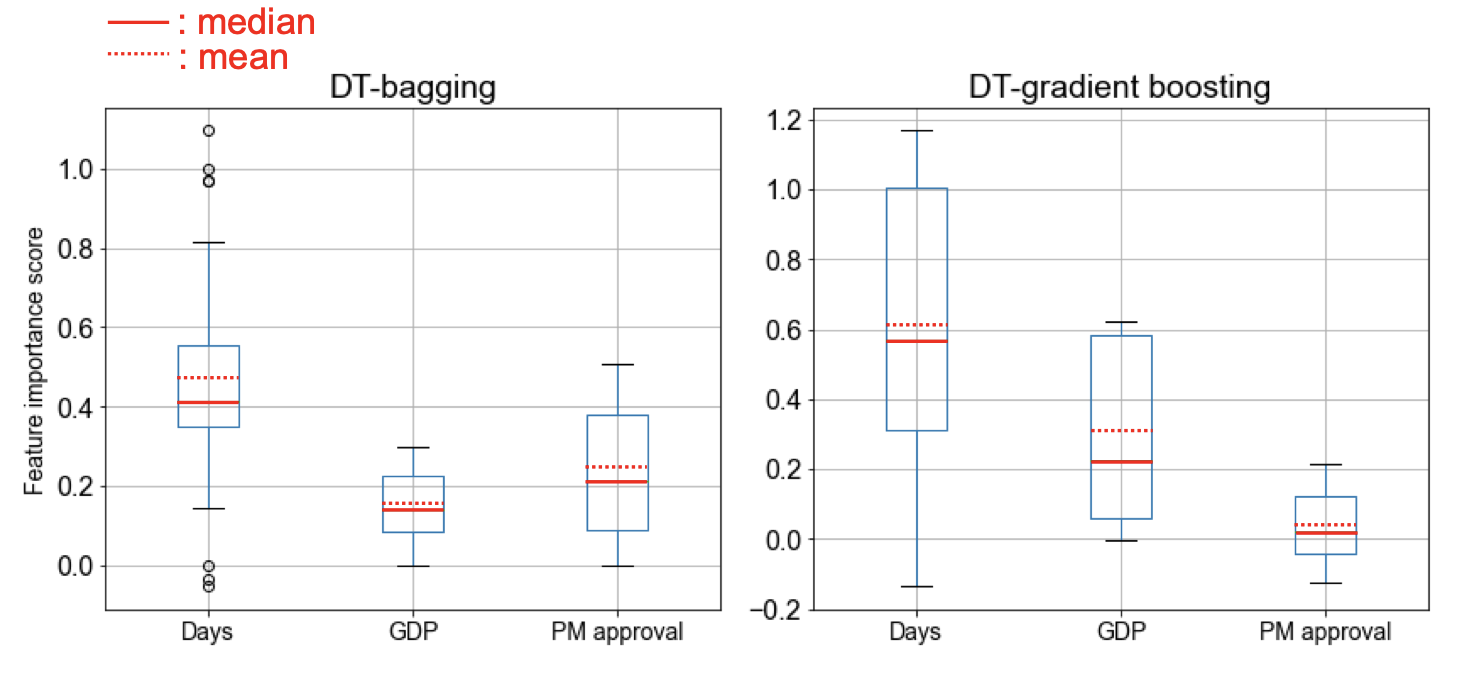 : median
: mean
DT-bagging
Feature importance score
1.0
0.8
0.6
0.4
0.2
0.0
Days GDP PM approval
DT-gradient boosting
1.2
1.0
0.8
0.6
0.4
0.2
0.0
−0.2
Days GDP PM approval